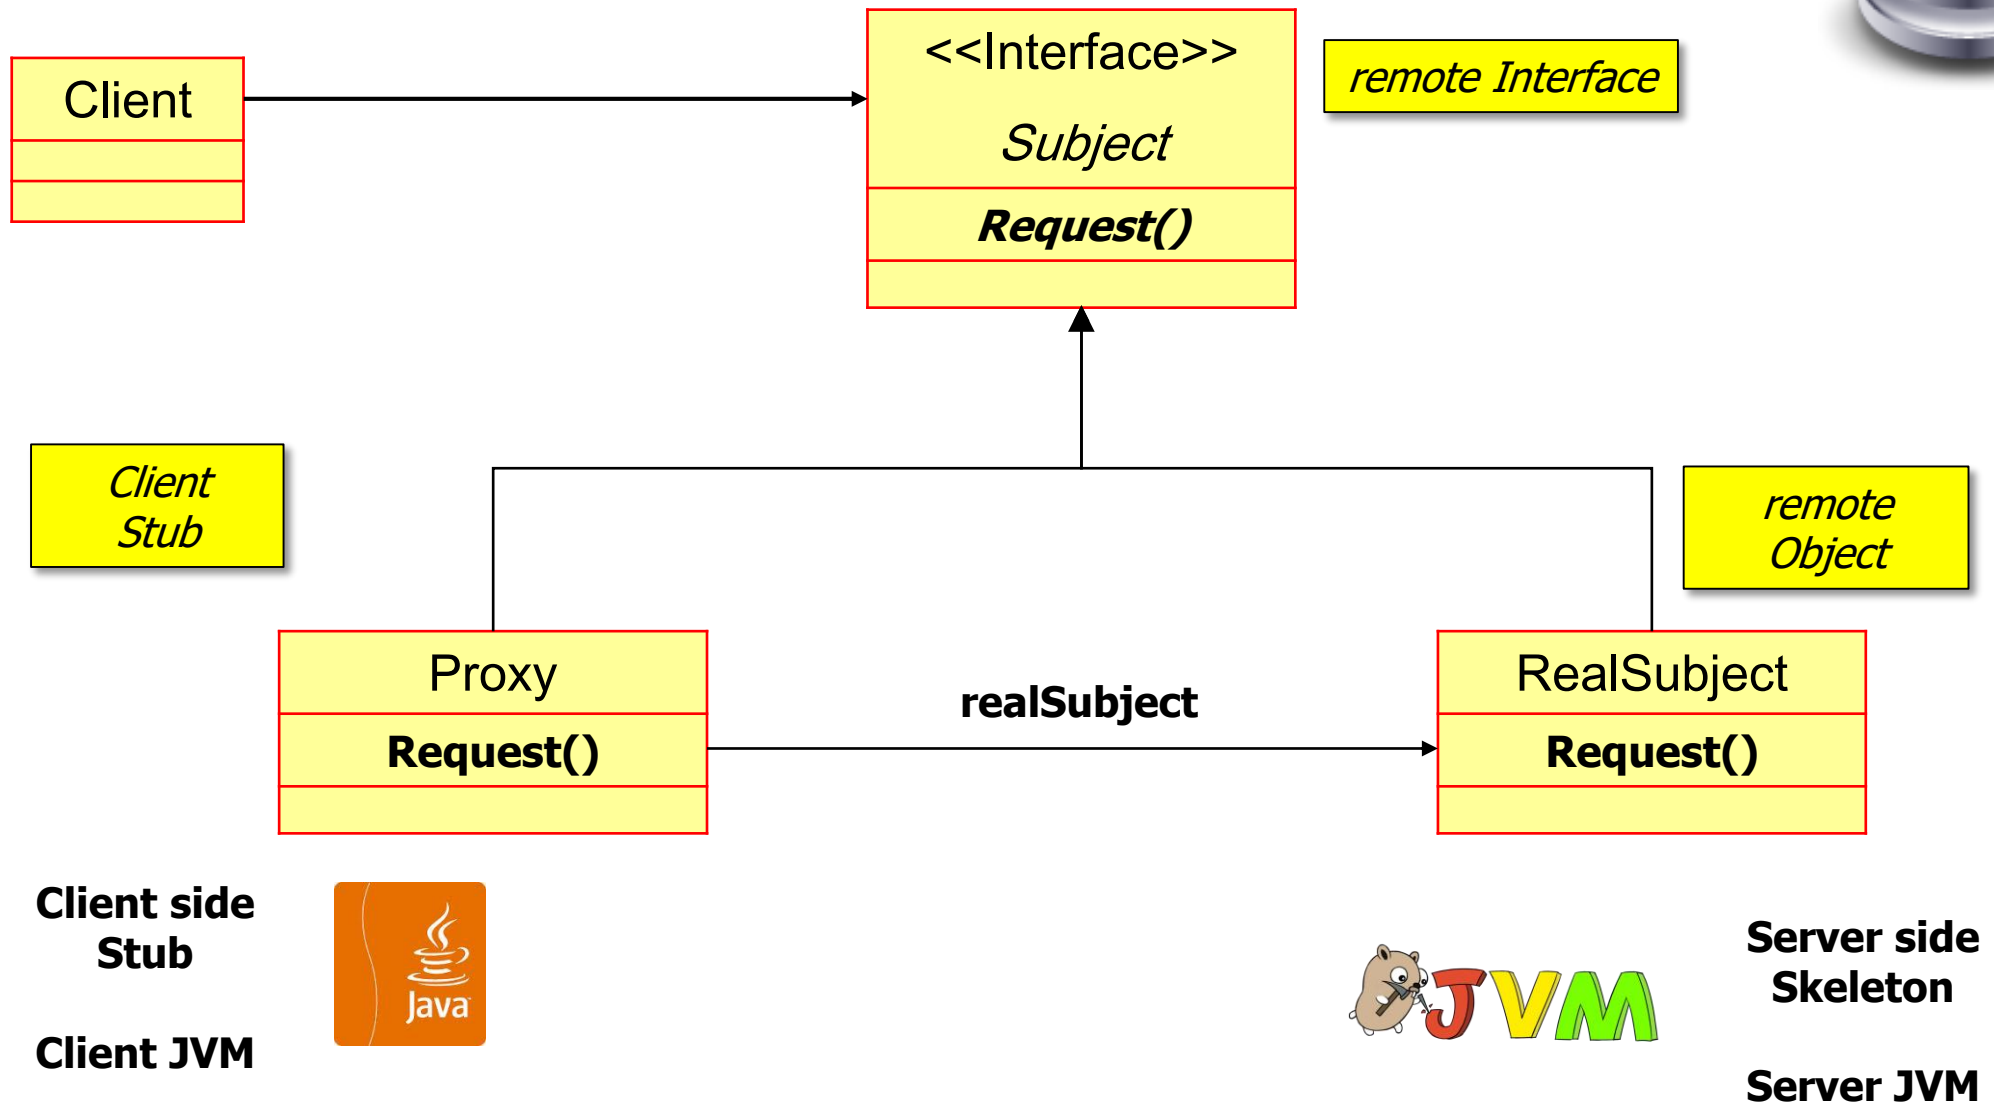 Client
<<Interface>>
Subject
Request()
remote Interface
Client
Stub
remote
Object
Proxy
Request()
realSubject
RealSubject
Request()
Client side
Stub
Client JVM
Java
JVM
Server side
Skeleton
Server JVM